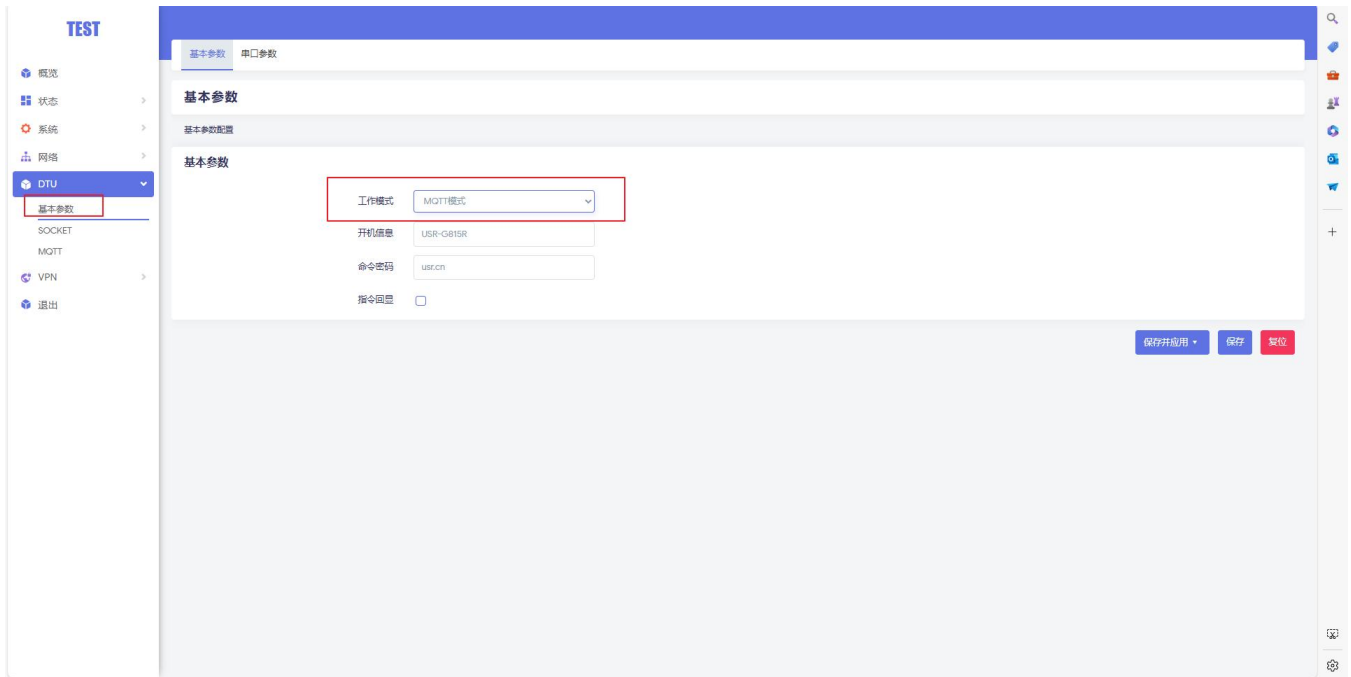 TEST
概览
状态
系统
网络
DTU
基本参数
SOCKET
MQTT
VPN
退出
基本参数 串口参数
基本参数
基本参数配置
基本参数
工作模式 MQTT模式
开机信息 USR-G815R
命令密码 usr.cn
指令回显
保存并应用 保存 复位